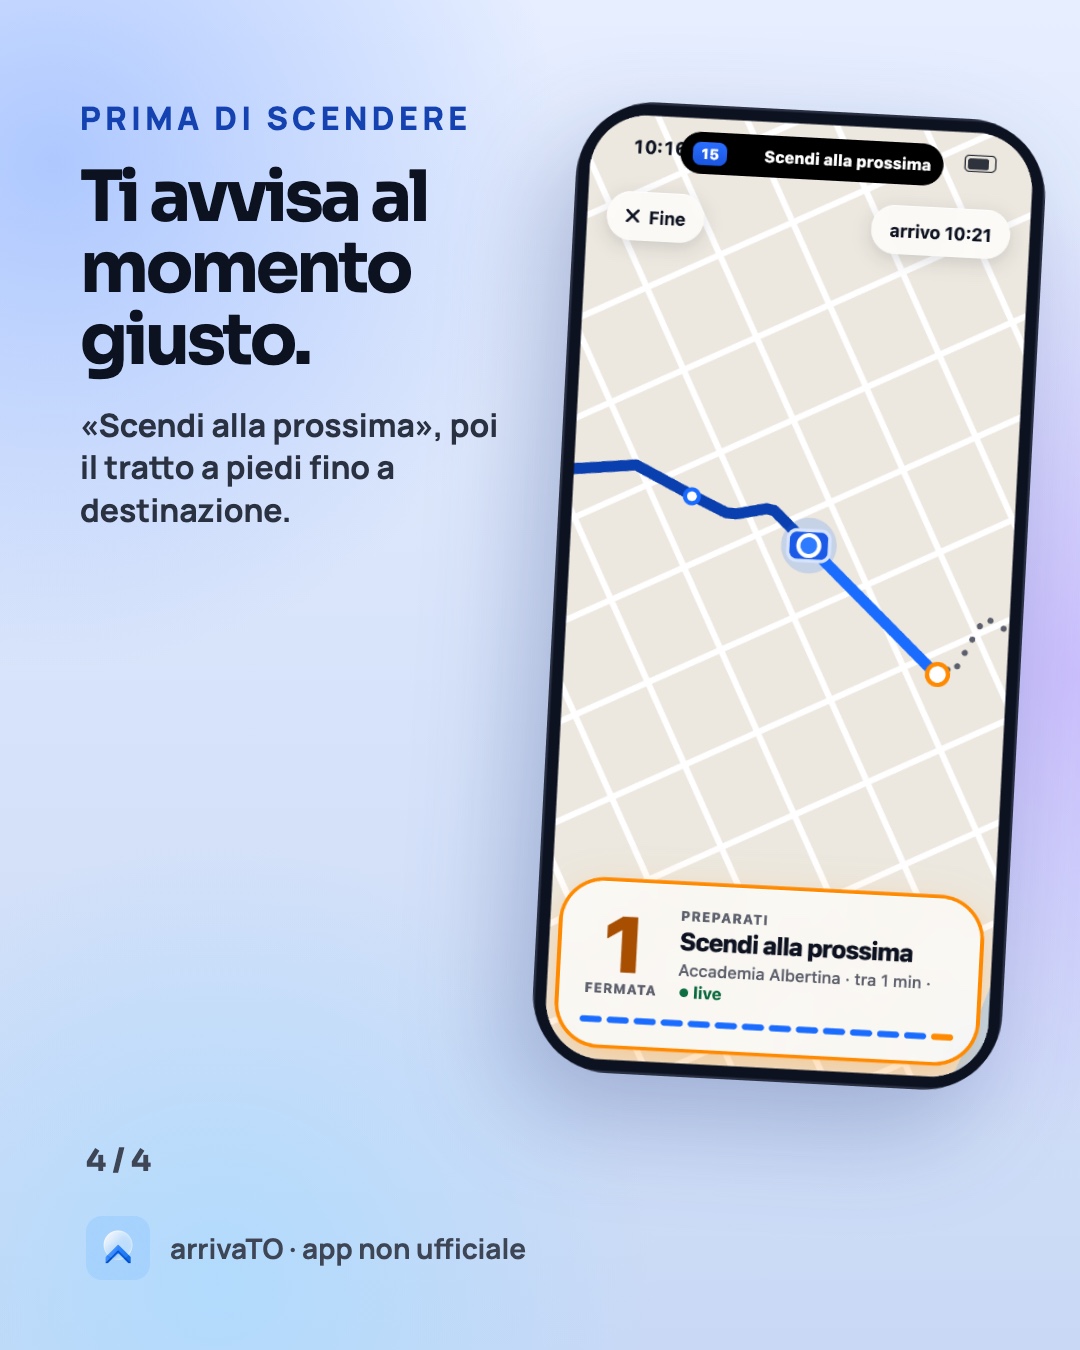 PRIMA DI SCENDERE
Ti avvisa al
momento
giusto.
«Scendi alla prossima», poi
il tratto a piedi fino a
destinazione.
10:16
15 Scendi alla prossima
✕ Fine
arrivo 10:21
1
FERMATA
PREPARATI
Scendi alla prossima
Accademia Albertina · tra 1 min ·
● live
4 / 4
arrivaTO · app non ufficiale